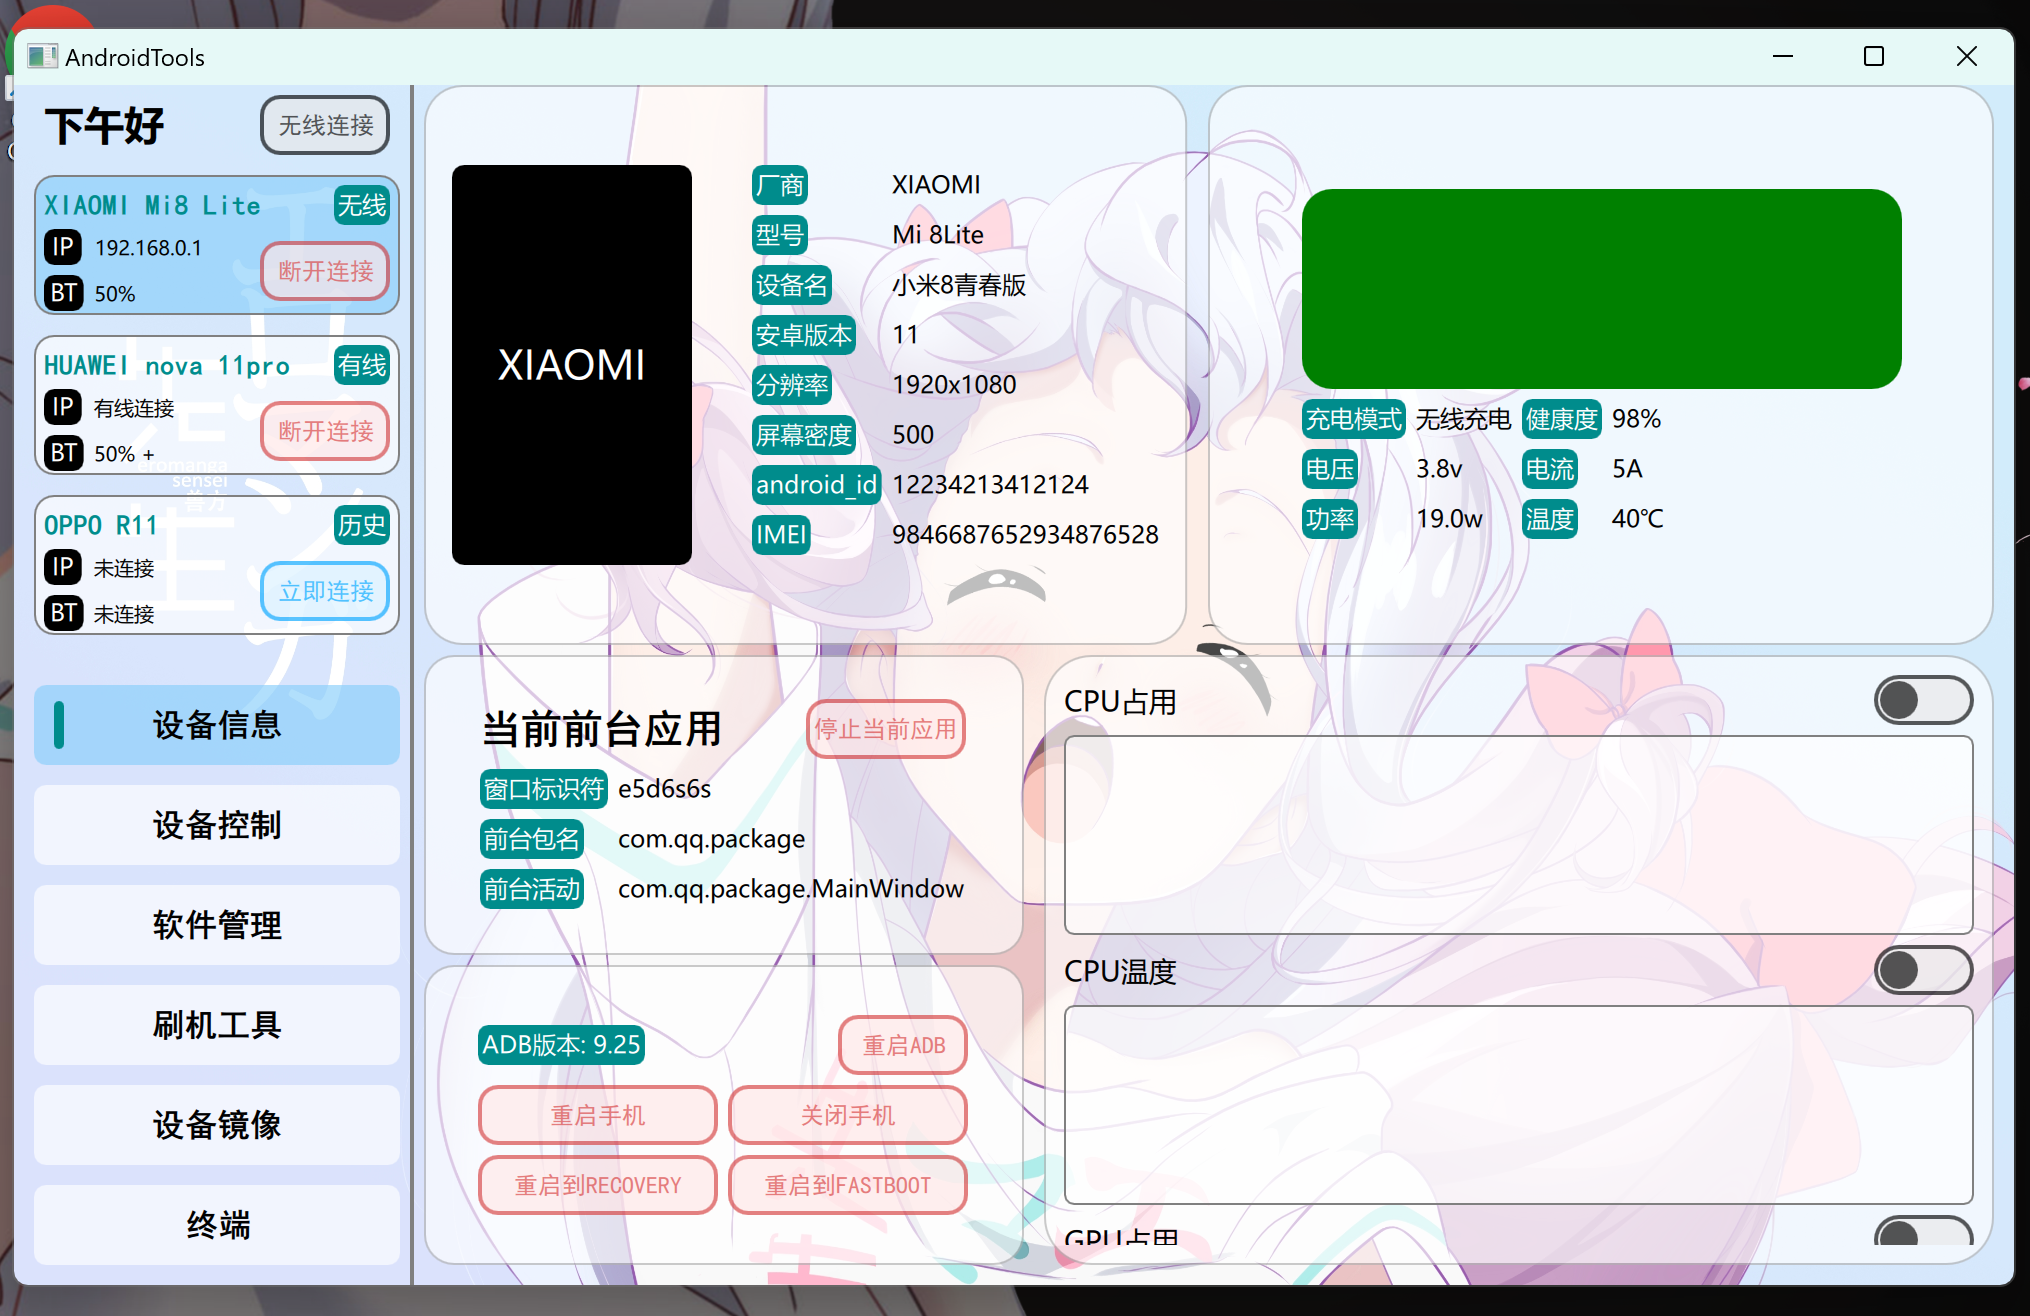 AndroidTools
下午好
无线连接
XIAOMI Mi8 Lite
无线
IP 192.168.0.1
断开连接
BT 50%
HUAWEI nova 11pro
有线
IP 有线连接
断开连接
BT 50% +
eromanga
sensei
OPPO R11
历史
IP 未连接
立即连接
BT 未连接
设备信息
设备控制
软件管理
刷机工具
设备镜像
终端
XIAOMI
厂商 XIAOMI
型号 Mi 8Lite
设备名 小米8青春版
安卓版本 11
分辨率 1920x1080
屏幕密度 500
android_id 12234213412124
IMEI 9846687652934876528
充电模式 无线充电 健康度 98%
电压 3.8v 电流 5A
功率 19.0w 温度 40℃
当前前台应用
停止当前应用
窗口标识符 e5d6s6s
前台包名 com.qq.package
前台活动 com.qq.package.MainWindow
ADB版本: 9.25
重启ADB
重启手机 关闭手机
重启到RECOVERY 重启到FASTBOOT
CPU占用
CPU温度
GPU占用